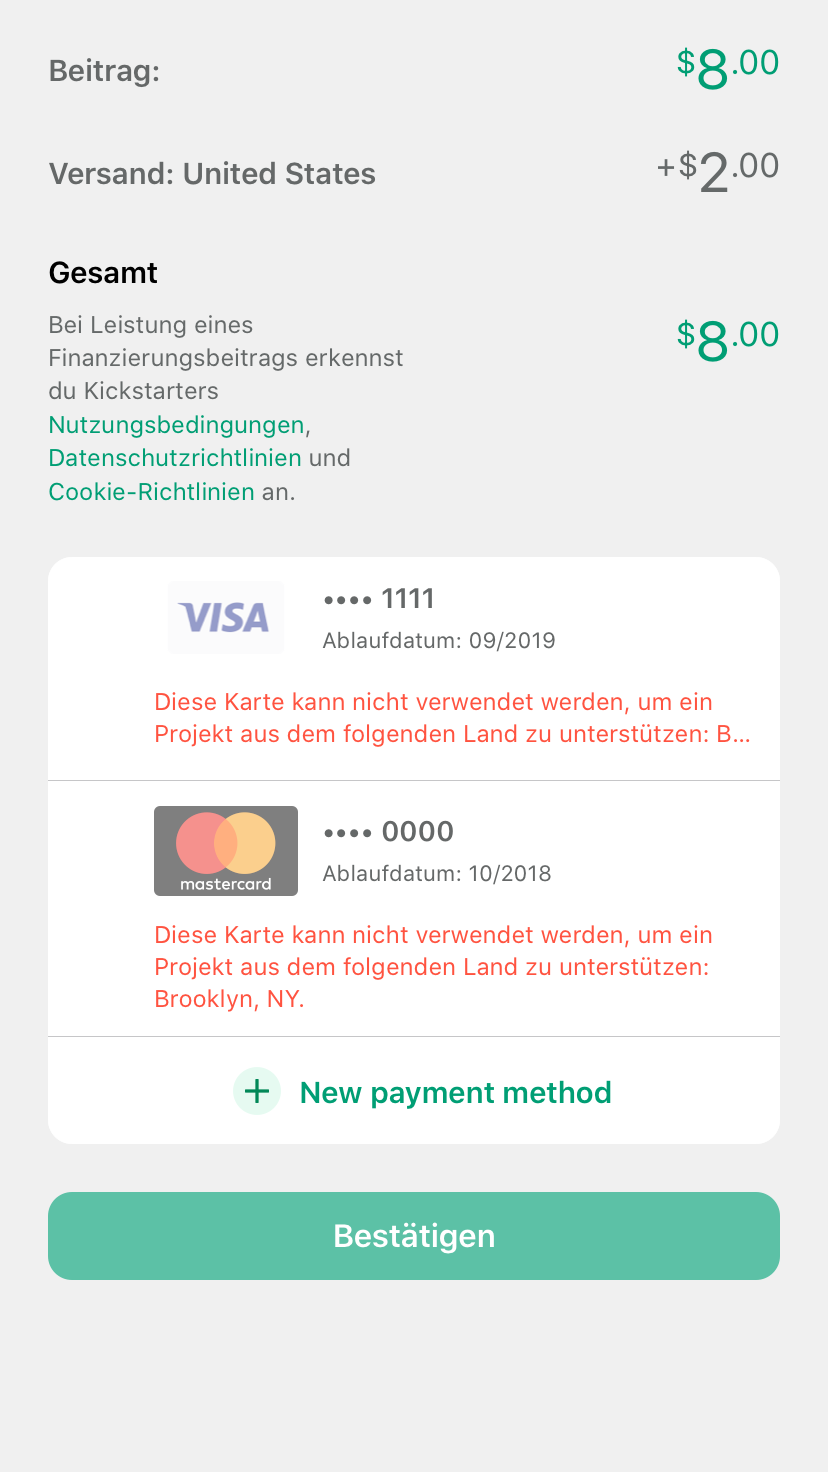 Beitrag: $8.00
Versand: United States +$2.00
Gesamt
Bei Leistung eines
Finanzierungsbeitrags erkennst
du Kickstarters
Nutzungsbedingungen,
Datenschutzrichtlinien und
Cookie-Richtlinien an.
$8.00
VISA
•••• 1111
Ablaufdatum: 09/2019
Diese Karte kann nicht verwendet werden, um ein
Projekt aus dem folgenden Land zu unterstützen: B...
mastercard
•••• 0000
Ablaufdatum: 10/2018
Diese Karte kann nicht verwendet werden, um ein
Projekt aus dem folgenden Land zu unterstützen:
Brooklyn, NY.
+ New payment method
Bestätigen